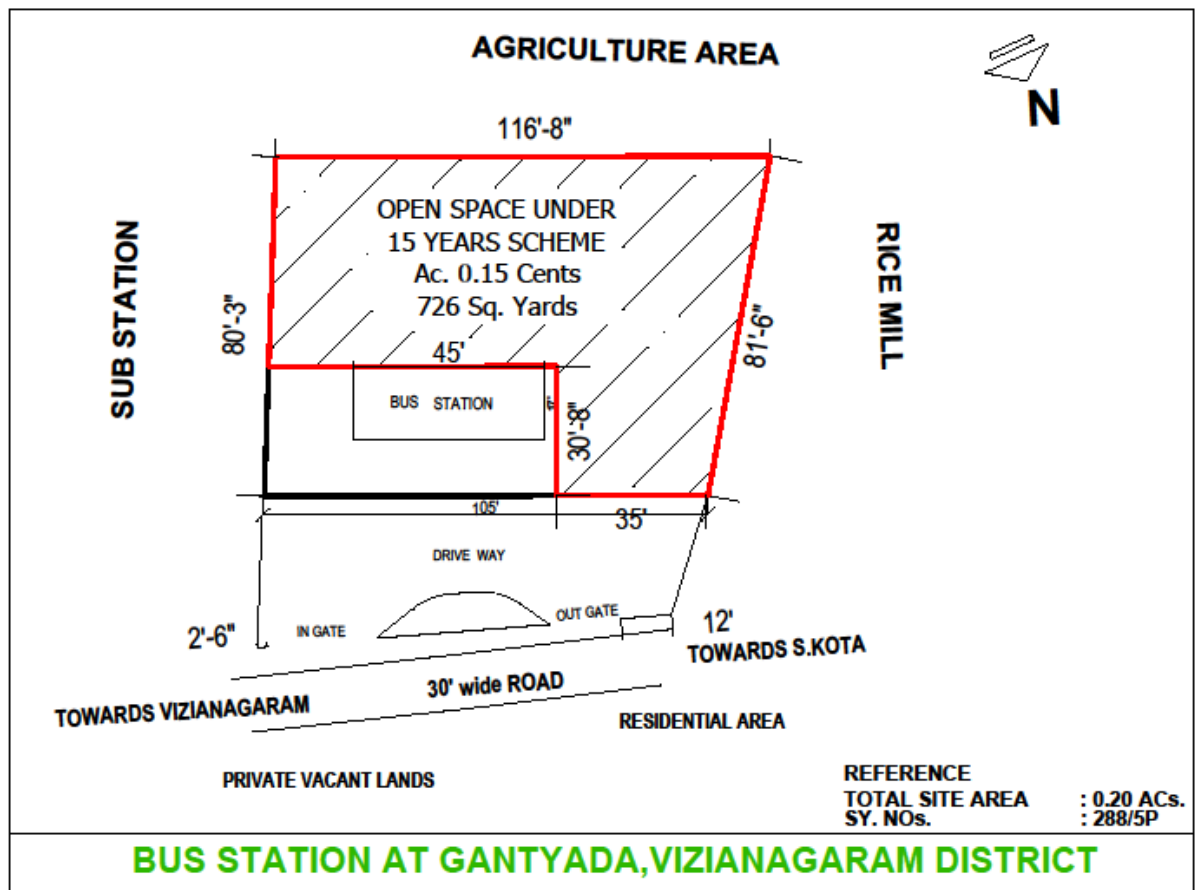 AGRICULTURE AREA
N
116'-8"
OPEN SPACE UNDER
15 YEARS SCHEME
Ac. 0.15 Cents
726 Sq. Yards
SUB STATION
RICE MILL
80'-3"
81'-6"
45'
BUS STATION
30'-8"
105'
35'
DRIVE WAY
2'-6"
IN GATE
OUT GATE
12'
TOWARDS S.KOTA
30' wide ROAD
TOWARDS VIZIANAGARAM
RESIDENTIAL AREA
PRIVATE VACANT LANDS
REFERENCE
TOTAL SITE AREA : 0.20 ACs.
SY. NOs. : 288/5P
BUS STATION AT GANTYADA,VIZIANAGARAM DISTRICT